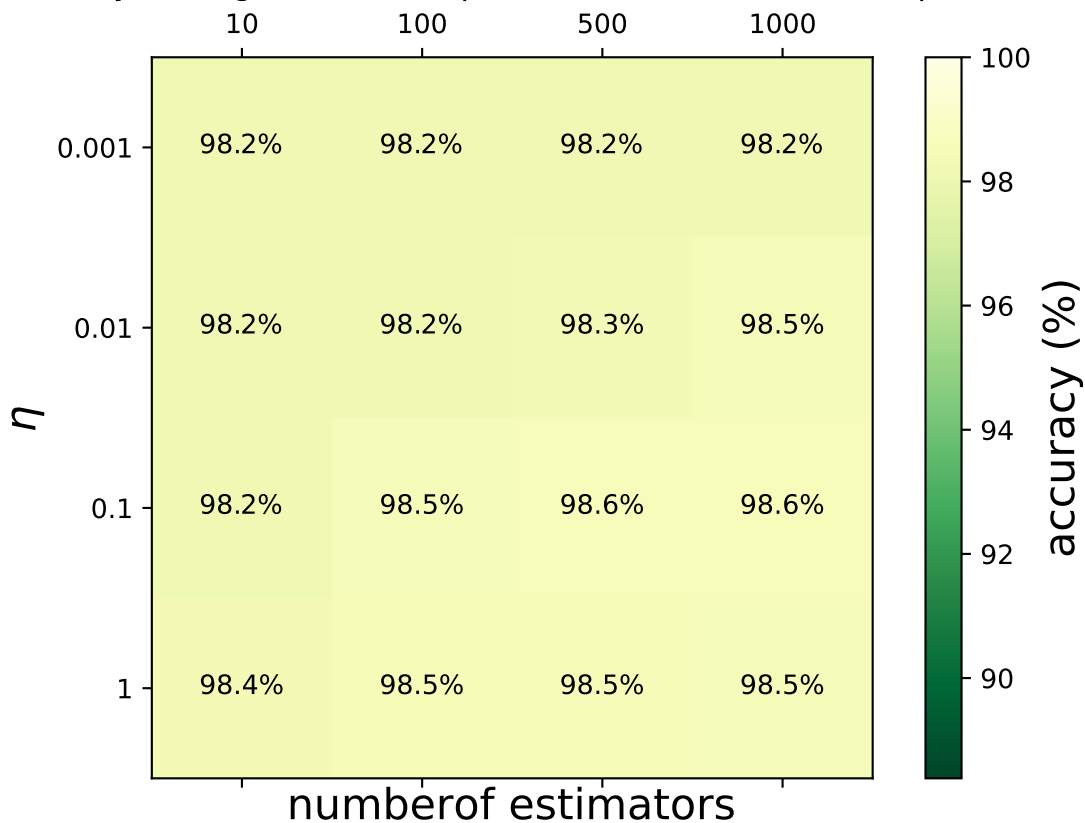 10 100 500 1000
100
0.001 98.2% 98.2% 98.2% 98.2%
98
0.01 98.2% 98.2% 98.3% 98.5%
96
η
accuracy (%)
94
0.1 98.2% 98.5% 98.6% 98.6%
92
1 98.4% 98.5% 98.5% 98.5%
90
numberof estimators